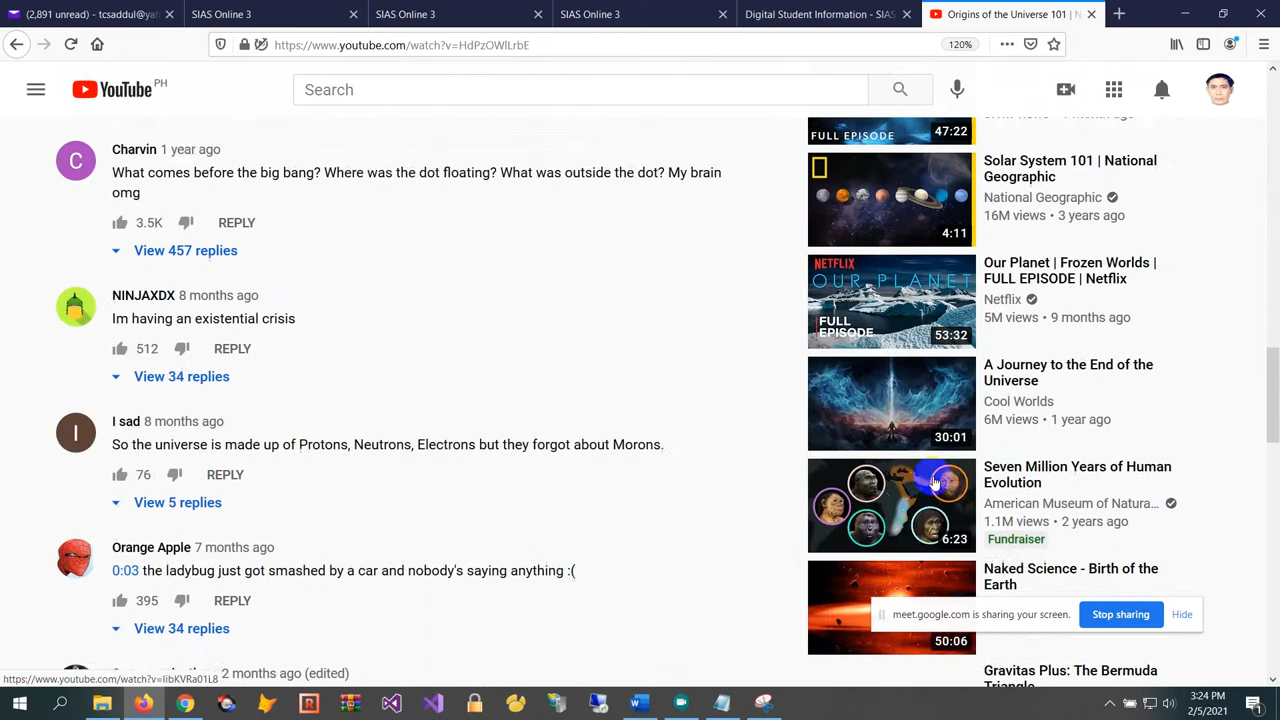 (2,891 unread) - tcsaddul@yah
SIAS Online 3
SIAS Online 3
SIAS Online 3
Digital Student Information - SIAS
Origins of the Universe 101 | N
https://www.youtube.com/watch?v=HdPzOWlLrbE
120%
YouTube PH
Search
Charvin 1 year ago
What comes before the big bang? Where was the dot floating? What was outside the dot? My brain
omg
3.5K REPLY
View 457 replies
NINJAXDX 8 months ago
Im having an existential crisis
512 REPLY
View 34 replies
I sad 8 months ago
So the universe is made up of Protons, Neutrons, Electrons but they forgot about Morons.
76 REPLY
View 5 replies
Orange Apple 7 months ago
0:03 the ladybug just got smashed by a car and nobody's saying anything :(
395 REPLY
View 34 replies
2 months ago (edited)
FULL EPISODE
47:22
Solar System 101 | National
Geographic
National Geographic
16M views • 3 years ago
4:11
NETFLIX
OUR PLANET
FULL
EPISODE
53:32
Our Planet | Frozen Worlds |
FULL EPISODE | Netflix
Netflix
5M views • 9 months ago
A Journey to the End of the
Universe
Cool Worlds
6M views • 1 year ago
30:01
Seven Million Years of Human
Evolution
American Museum of Natura...
1.1M views • 2 years ago
Fundraiser
6:23
Naked Science - Birth of the
Earth
50:06
meet.google.com is sharing your screen.
Stop sharing
Hide
Gravitas Plus: The Bermuda
Triangle
https://www.youtube.com/watch?v=IibKVRa01L8
3:24 PM
2/5/2021